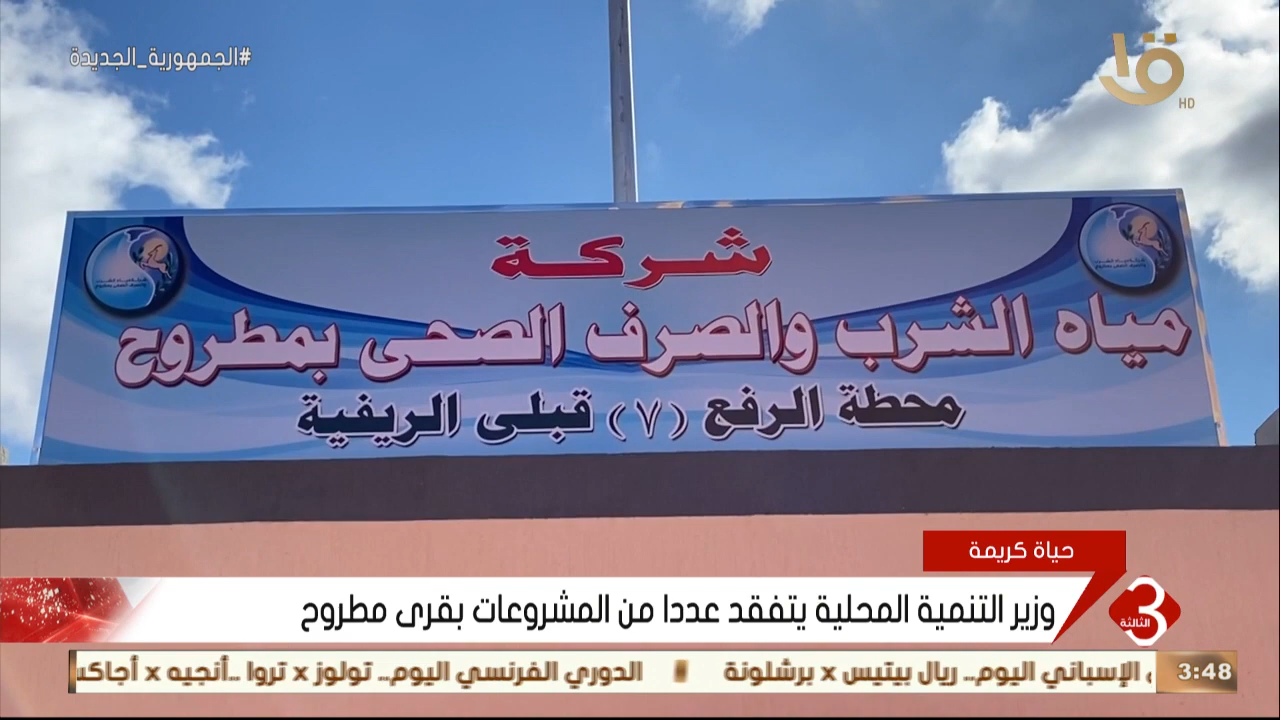 #الجمهورية_الجديدة
HD
شركة
مياه الشرب والصرف الصحى بمطروح
محطة الرفع (٧) قبلى الريفية
حياة كريمة
وزير التنمية المحلية يتفقد عددا من المشروعات بقرى مطروح
3 الثالثة
الإسباني اليوم.. ريال بيتيس x برشلونة
الدوري الفرنسي اليوم.. تولوز x تروا ..أنجيه x أجاكس
3:48